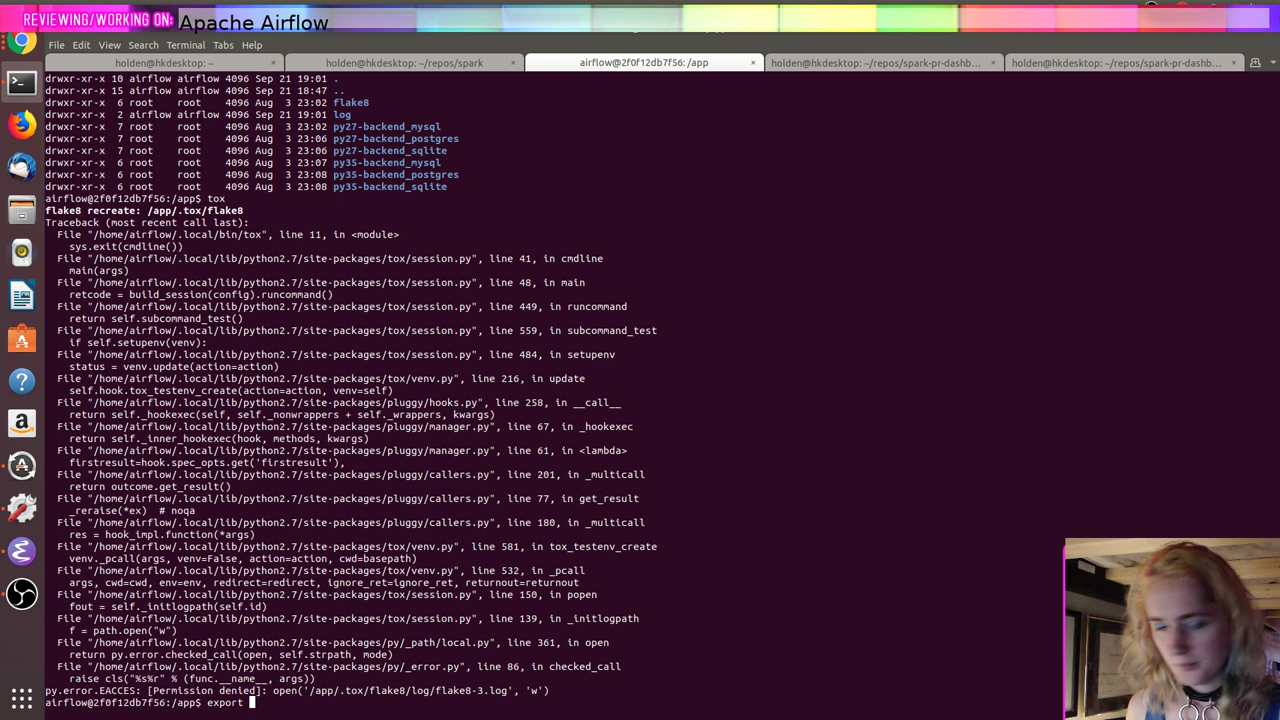 REVIEWING/WORKING ON: Apache Airflow
File Edit View Search Terminal Tabs Help
holden@hkdesktop: ~ × holden@hkdesktop: ~/repos/spark × airflow@2f0f12db7f56: /app × holden@hkdesktop: ~/repos/spark-pr-dashb... × holden@hkdesktop: ~/repos/spark-pr-dashb... ×
drwxr-xr-x 10 airflow airflow 4096 Sep 21 19:01 .
drwxr-xr-x 15 airflow airflow 4096 Sep 21 18:47 ..
drwxr-xr-x 6 root root 4096 Aug 3 23:02 flake8
drwxr-xr-x 2 airflow airflow 4096 Sep 21 19:01 log
drwxr-xr-x 7 root root 4096 Aug 3 23:02 py27-backend_mysql
drwxr-xr-x 7 root root 4096 Aug 3 23:06 py27-backend_postgres
drwxr-xr-x 7 root root 4096 Aug 3 23:06 py27-backend_sqlite
drwxr-xr-x 6 root root 4096 Aug 3 23:07 py35-backend_mysql
drwxr-xr-x 6 root root 4096 Aug 3 23:08 py35-backend_postgres
drwxr-xr-x 6 root root 4096 Aug 3 23:08 py35-backend_sqlite
airflow@2f0f12db7f56:/app$ tox
flake8 recreate: /app/.tox/flake8
Traceback (most recent call last):
File "/home/airflow/.local/bin/tox", line 11, in <module>
sys.exit(cmdline())
File "/home/airflow/.local/lib/python2.7/site-packages/tox/session.py", line 41, in cmdline
main(args)
File "/home/airflow/.local/lib/python2.7/site-packages/tox/session.py", line 48, in main
retcode = build_session(config).runcommand()
File "/home/airflow/.local/lib/python2.7/site-packages/tox/session.py", line 449, in runcommand
return self.subcommand_test()
File "/home/airflow/.local/lib/python2.7/site-packages/tox/session.py", line 559, in subcommand_test
if self.setupenv(venv):
File "/home/airflow/.local/lib/python2.7/site-packages/tox/session.py", line 484, in setupenv
status = venv.update(action=action)
File "/home/airflow/.local/lib/python2.7/site-packages/tox/venv.py", line 216, in update
self.hook.tox_testenv_create(action=action, venv=self)
File "/home/airflow/.local/lib/python2.7/site-packages/pluggy/hooks.py", line 258, in __call__
return self._hookexec(self, self._nonwrappers + self._wrappers, kwargs)
File "/home/airflow/.local/lib/python2.7/site-packages/pluggy/manager.py", line 67, in _hookexec
return self._inner_hookexec(hook, methods, kwargs)
File "/home/airflow/.local/lib/python2.7/site-packages/pluggy/manager.py", line 61, in <lambda>
firstresult=hook.spec_opts.get('firstresult'),
File "/home/airflow/.local/lib/python2.7/site-packages/pluggy/callers.py", line 201, in _multicall
return outcome.get_result()
File "/home/airflow/.local/lib/python2.7/site-packages/pluggy/callers.py", line 77, in get_result
_reraise(*ex) # noqa
File "/home/airflow/.local/lib/python2.7/site-packages/pluggy/callers.py", line 180, in _multicall
res = hook_impl.function(*args)
File "/home/airflow/.local/lib/python2.7/site-packages/tox/venv.py", line 581, in tox_testenv_create
venv._pcall(args, venv=False, action=action, cwd=basepath)
File "/home/airflow/.local/lib/python2.7/site-packages/tox/venv.py", line 532, in _pcall
args, cwd=cwd, env=env, redirect=redirect, ignore_ret=ignore_ret, returnout=returnout
File "/home/airflow/.local/lib/python2.7/site-packages/tox/session.py", line 150, in popen
fout = self._initlogpath(self.id)
File "/home/airflow/.local/lib/python2.7/site-packages/tox/session.py", line 139, in _initlogpath
f = path.open("w")
File "/home/airflow/.local/lib/python2.7/site-packages/py/_path/local.py", line 361, in open
return py.error.checked_call(open, self.strpath, mode)
File "/home/airflow/.local/lib/python2.7/site-packages/py/_error.py", line 86, in checked_call
raise cls("%s%r" % (func.__name__, args))
py.error.EACCES: [Permission denied]: open('/app/.tox/flake8/log/flake8-3.log', 'w')
airflow@2f0f12db7f56:/app$ export